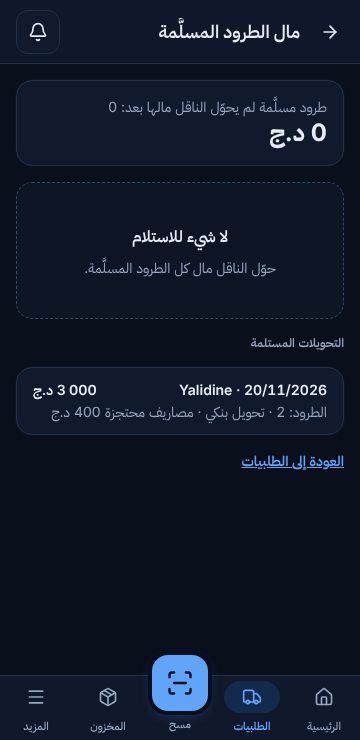 مال الطرود المسلَّمة
طرود مسلَّمة لم يحوّل الناقل مالها بعد: 0
0 د.ج
لا شيء للاستلام
حوّل الناقل مال كل الطرود المسلَّمة.
التحويلات المستلمة
Yalidine · 20/11/2026
3 000 د.ج
الطرود: 2 · تحويل بنكي · مصاريف محتجزة 400 د.ج
العودة إلى الطلبيات
الرئيسية
الطلبيات
مسح
المخزون
المزيد